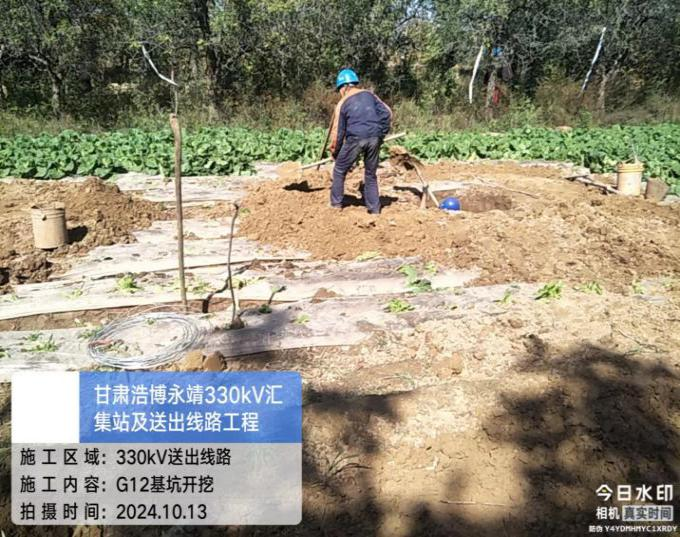 甘肃浩博永靖330kV汇
集站及送出线路工程
施工区域：330kV送出线路
施工内容：G12基坑开挖
拍摄时间：2024.10.13
今日水印
相机 真实时间
防伪 Y4YDMHMYC1XRDY